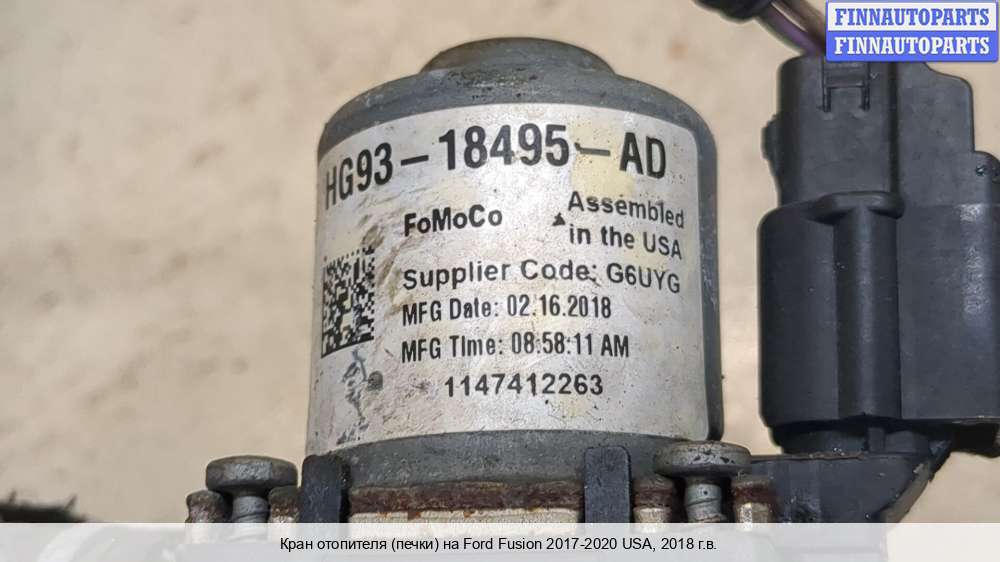 FINNAUTOPARTS
FINNAUTOPARTS
HG93-18495-AD
FoMoCo
Assembled
in the USA
Supplier Code: G6UYG
MFG Date: 02.16.2018
MFG Time: 08:58:11 AM
1147412263
Кран отопителя (печки) на Ford Fusion 2017-2020 USA, 2018 г.в.